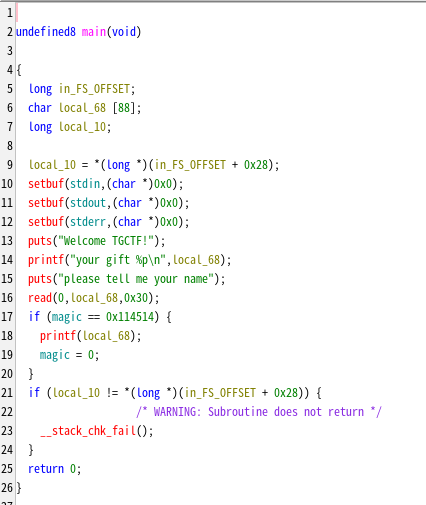 1
2 undefined8 main(void)
3
4 {
5 long in_FS_OFFSET;
6 char local_68 [88];
7 long local_10;
8
9 local_10 = *(long *)(in_FS_OFFSET + 0x28);
10 setbuf(stdin,(char *)0x0);
11 setbuf(stdout,(char *)0x0);
12 setbuf(stderr,(char *)0x0);
13 puts("Welcome TGCTF!");
14 printf("your gift %p\n",local_68);
15 puts("please tell me your name");
16 read(0,local_68,0x30);
17 if (magic == 0x114514) {
18 printf(local_68);
19 magic = 0;
20 }
21 if (local_10 != *(long *)(in_FS_OFFSET + 0x28)) {
22 /* WARNING: Subroutine does not return */
23 __stack_chk_fail();
24 }
25 return 0;
26 }
27